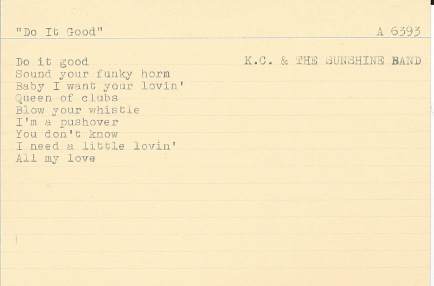 "Do It Good" A 6393
Do it good K.C. & THE SUNSHINE BAND
Sound your funky horm
Baby I want your lovin'
Queen of clubs
Blow your whistle
I'm a pushover
You don't know
I need a little lovin'
All my love